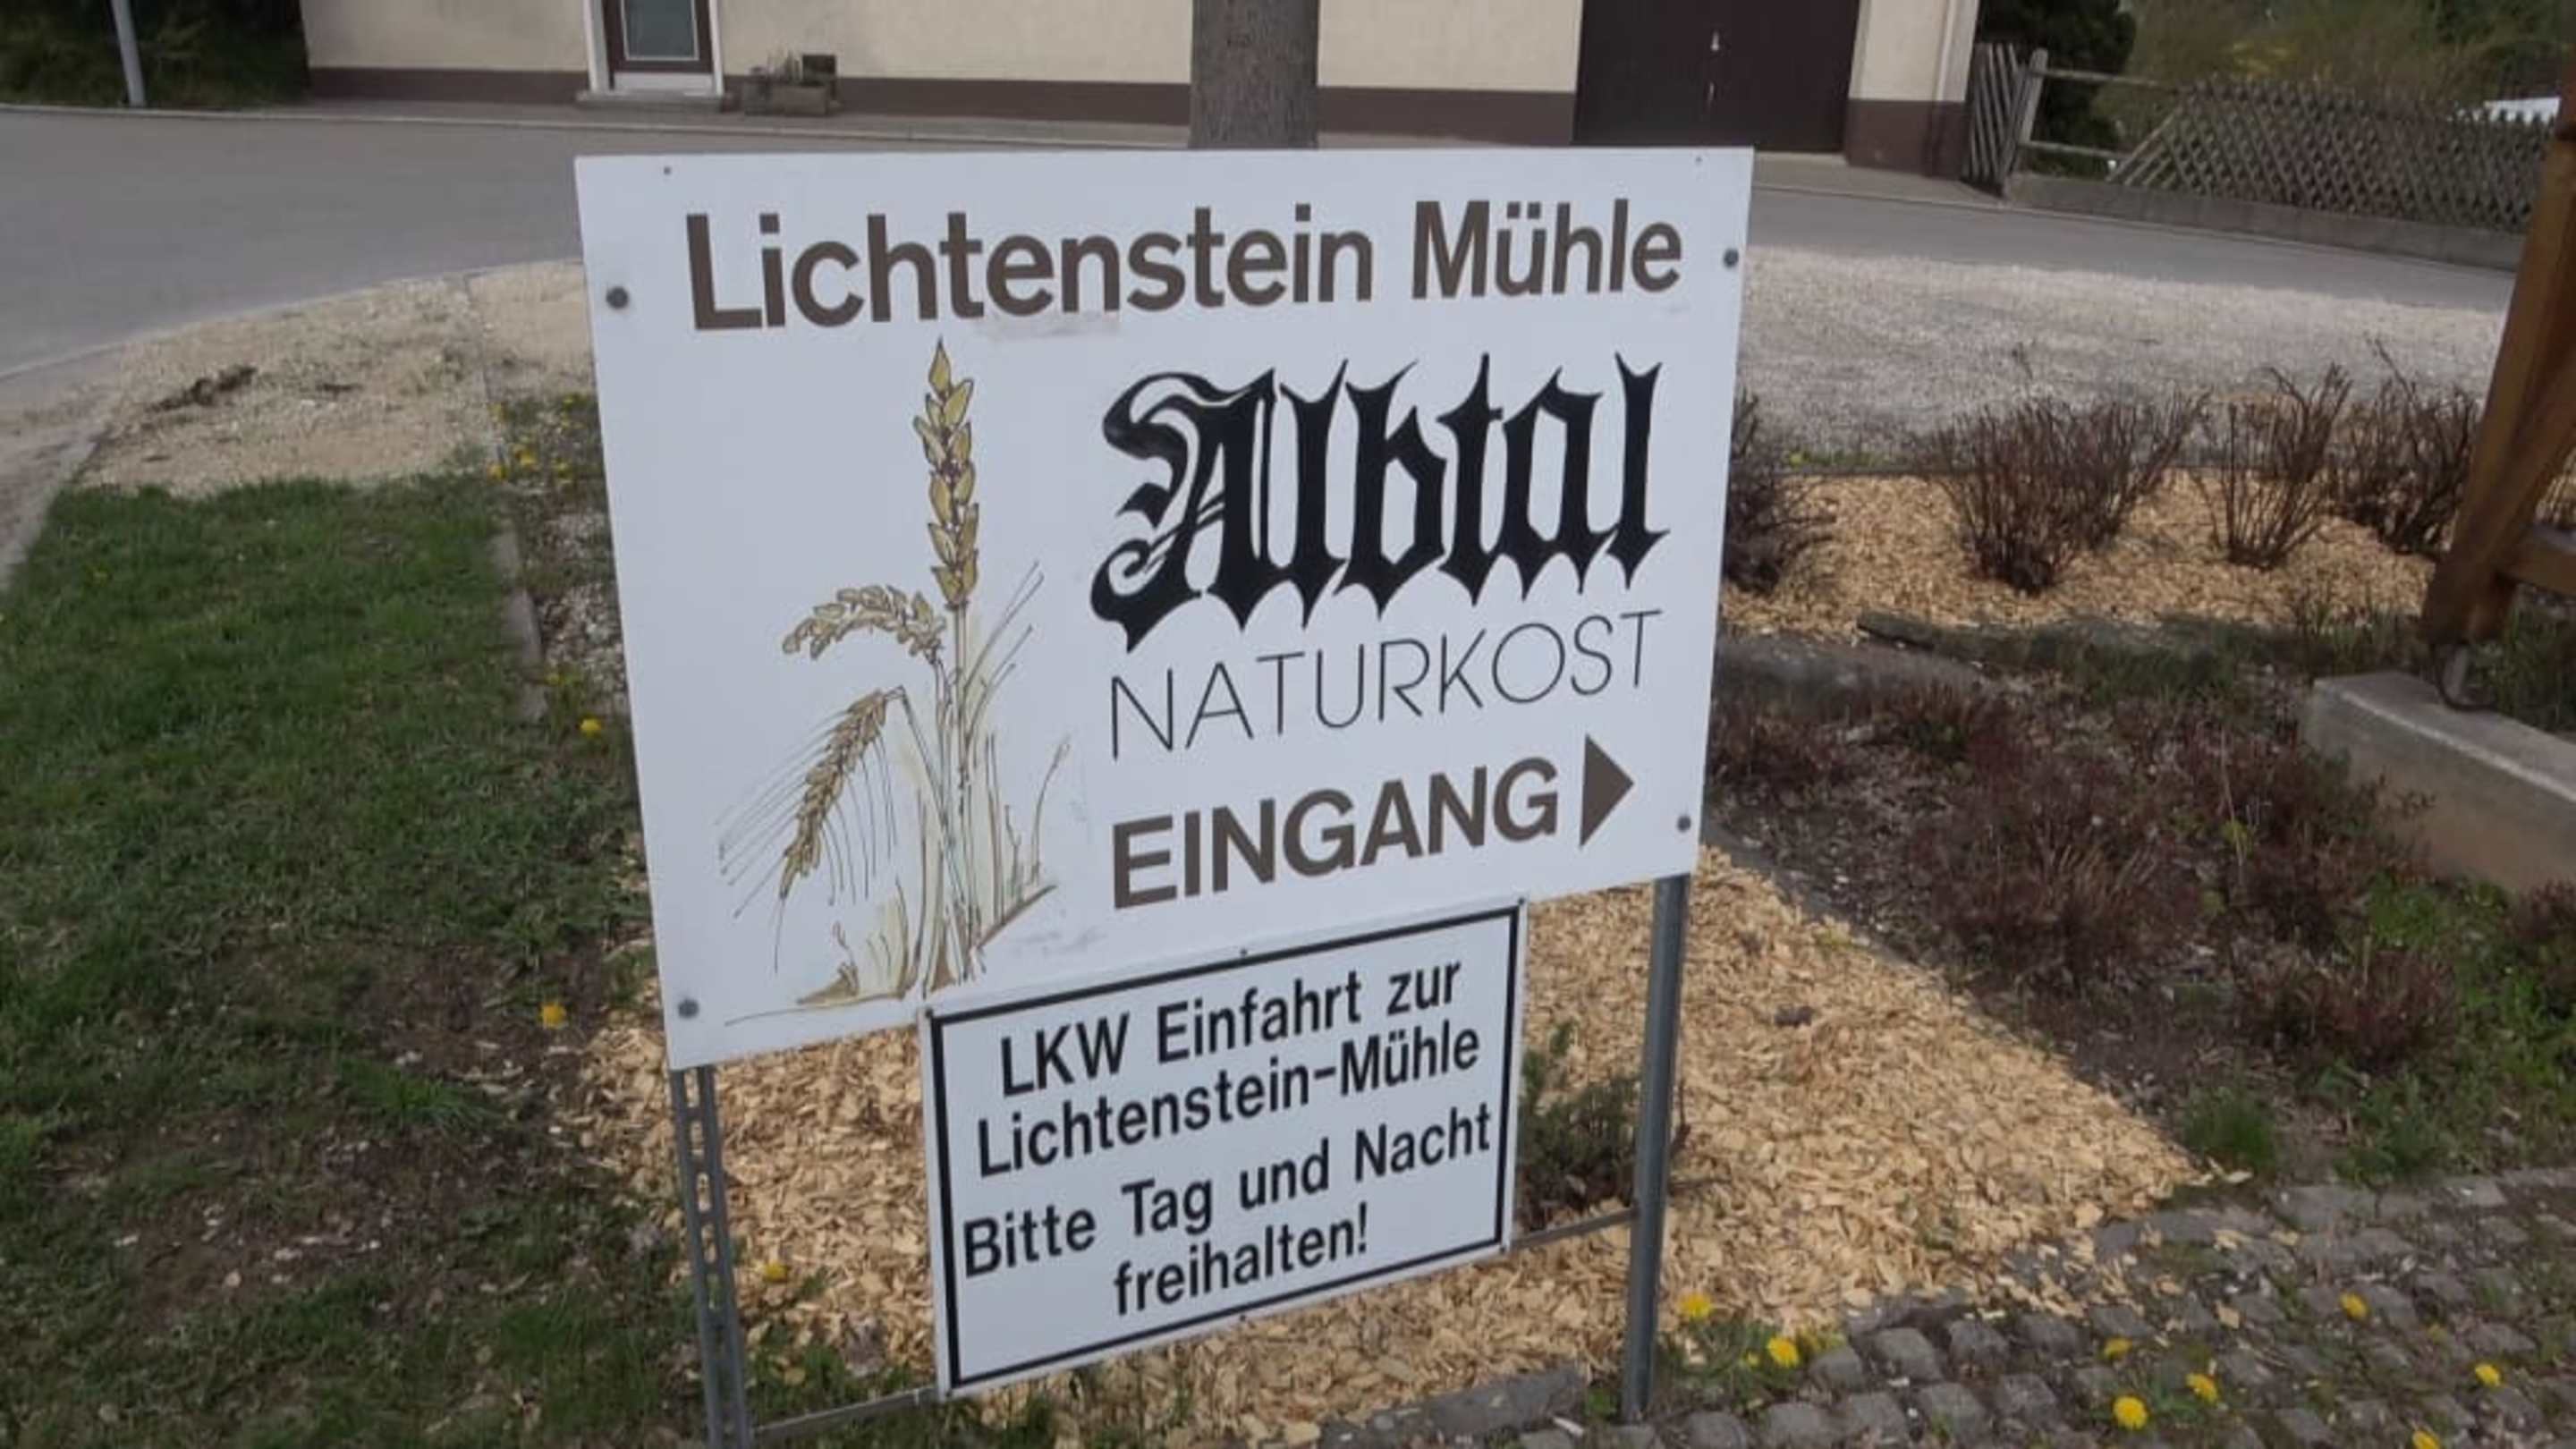 Lichtenstein Mühle
Albtal
NATURKOST
EINGANG
LKW Einfahrt zur
Lichtenstein-Mühle
Bitte Tag und Nacht
freihalten!